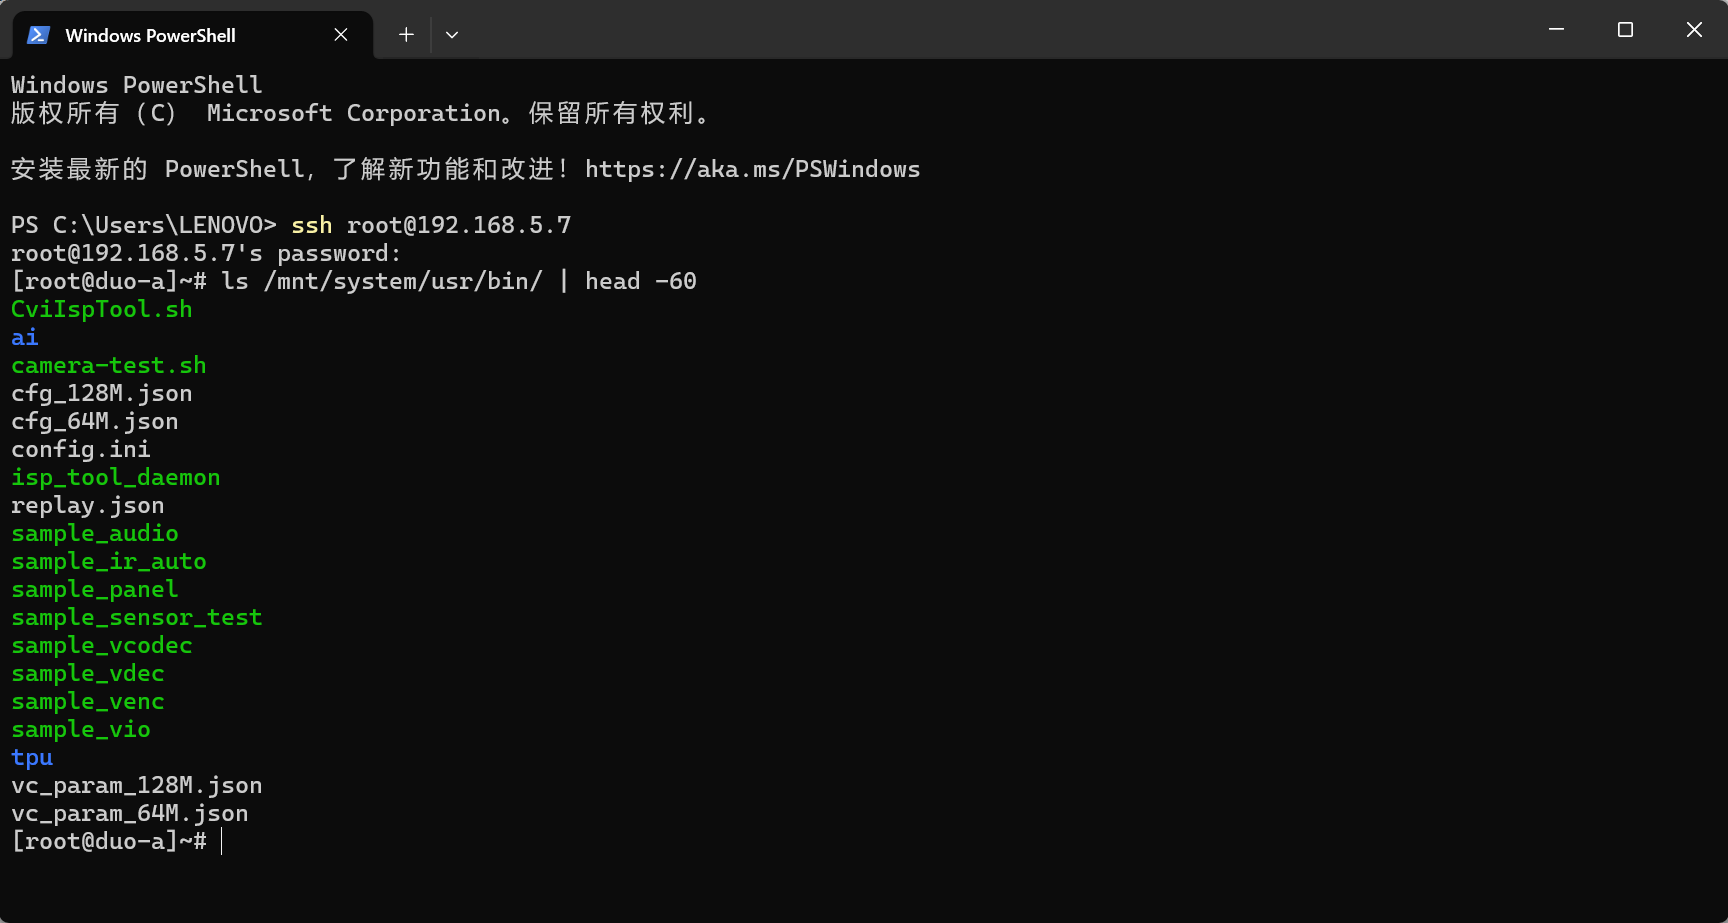 Windows PowerShell
Windows PowerShell
版权所有 (C) Microsoft Corporation。保留所有权利。
安装最新的 PowerShell，了解新功能和改进！https://aka.ms/PSWindows
PS C:\Users\LENOVO> ssh root@192.168.5.7
root@192.168.5.7's password:
[root@duo-a]~# ls /mnt/system/usr/bin/ | head -60
CviIspTool.sh
ai
camera-test.sh
cfg_128M.json
cfg_64M.json
config.ini
isp_tool_daemon
replay.json
sample_audio
sample_ir_auto
sample_panel
sample_sensor_test
sample_vcodec
sample_vdec
sample_venc
sample_vio
tpu
vc_param_128M.json
vc_param_64M.json
[root@duo-a]~#